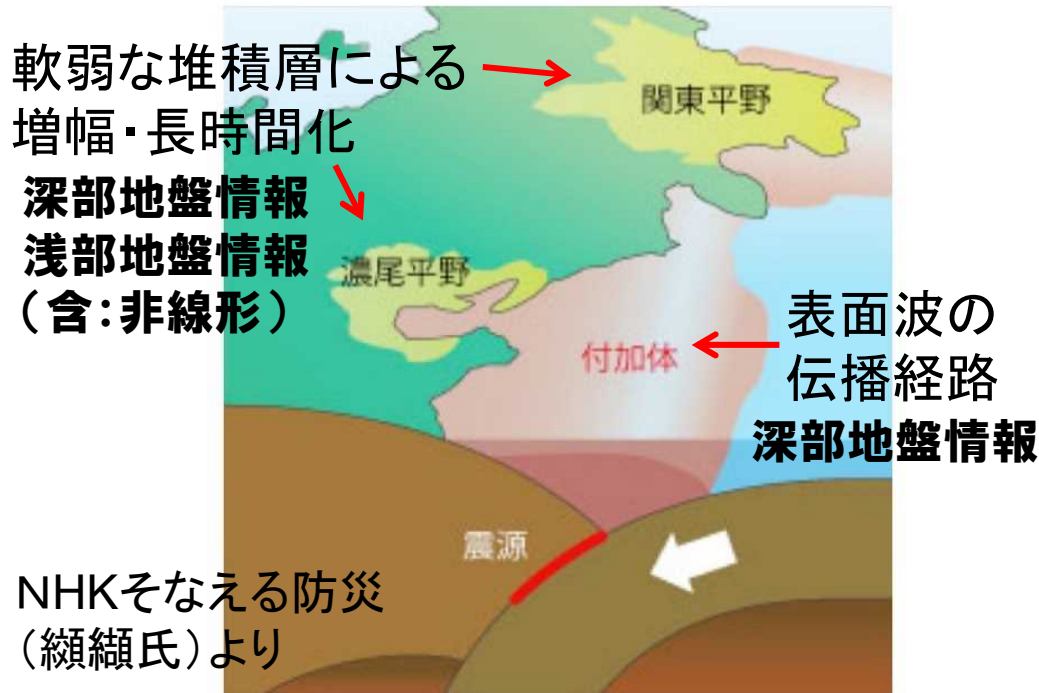 軟弱な堆積層による
増幅・長時間化
深部地盤情報
浅部地盤情報
（含：非線形）
関東平野
濃尾平野
付加体
表面波の
伝播経路
深部地盤情報
震源
NHKそなえる防災
（纐纈氏）より